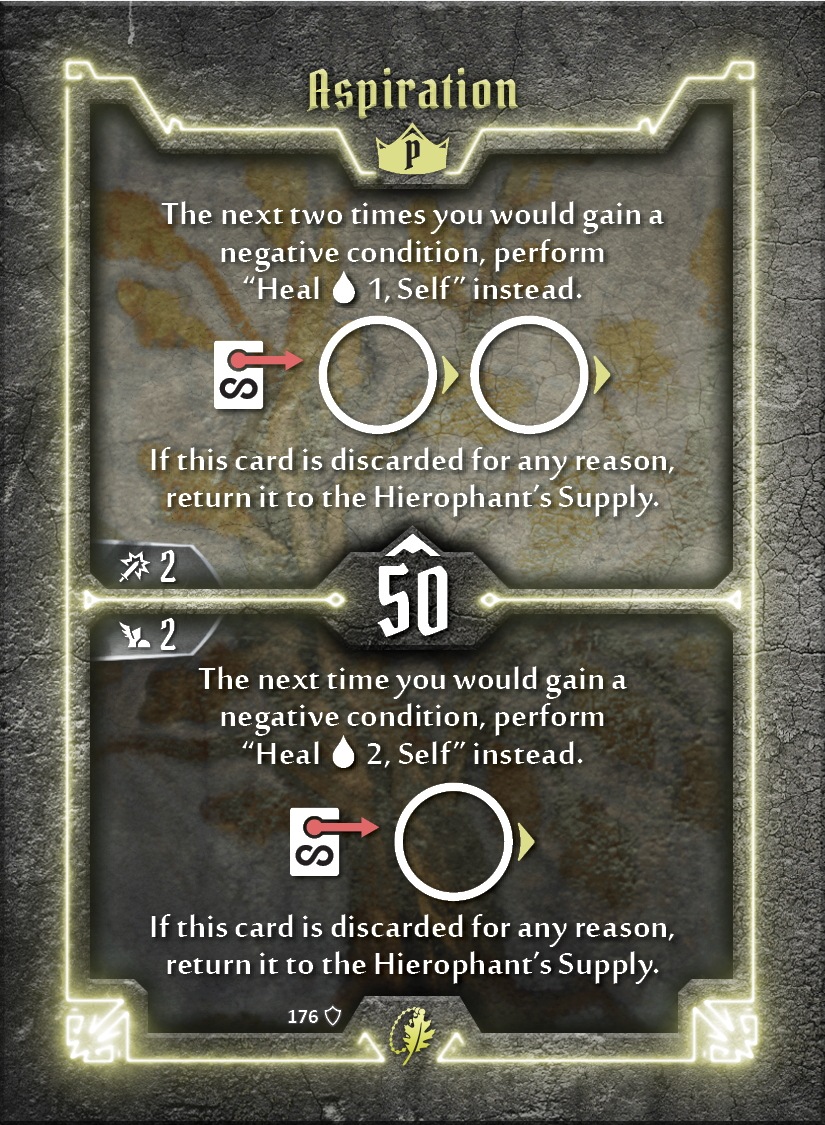 Aspiration
P
The next two times you would gain a
negative condition, perform
“Heal 1, Self” instead.
If this card is discarded for any reason,
return it to the Hierophant’s Supply.
2
50
2
The next time you would gain a
negative condition, perform
“Heal 2, Self” instead.
If this card is discarded for any reason,
return it to the Hierophant’s Supply.
176